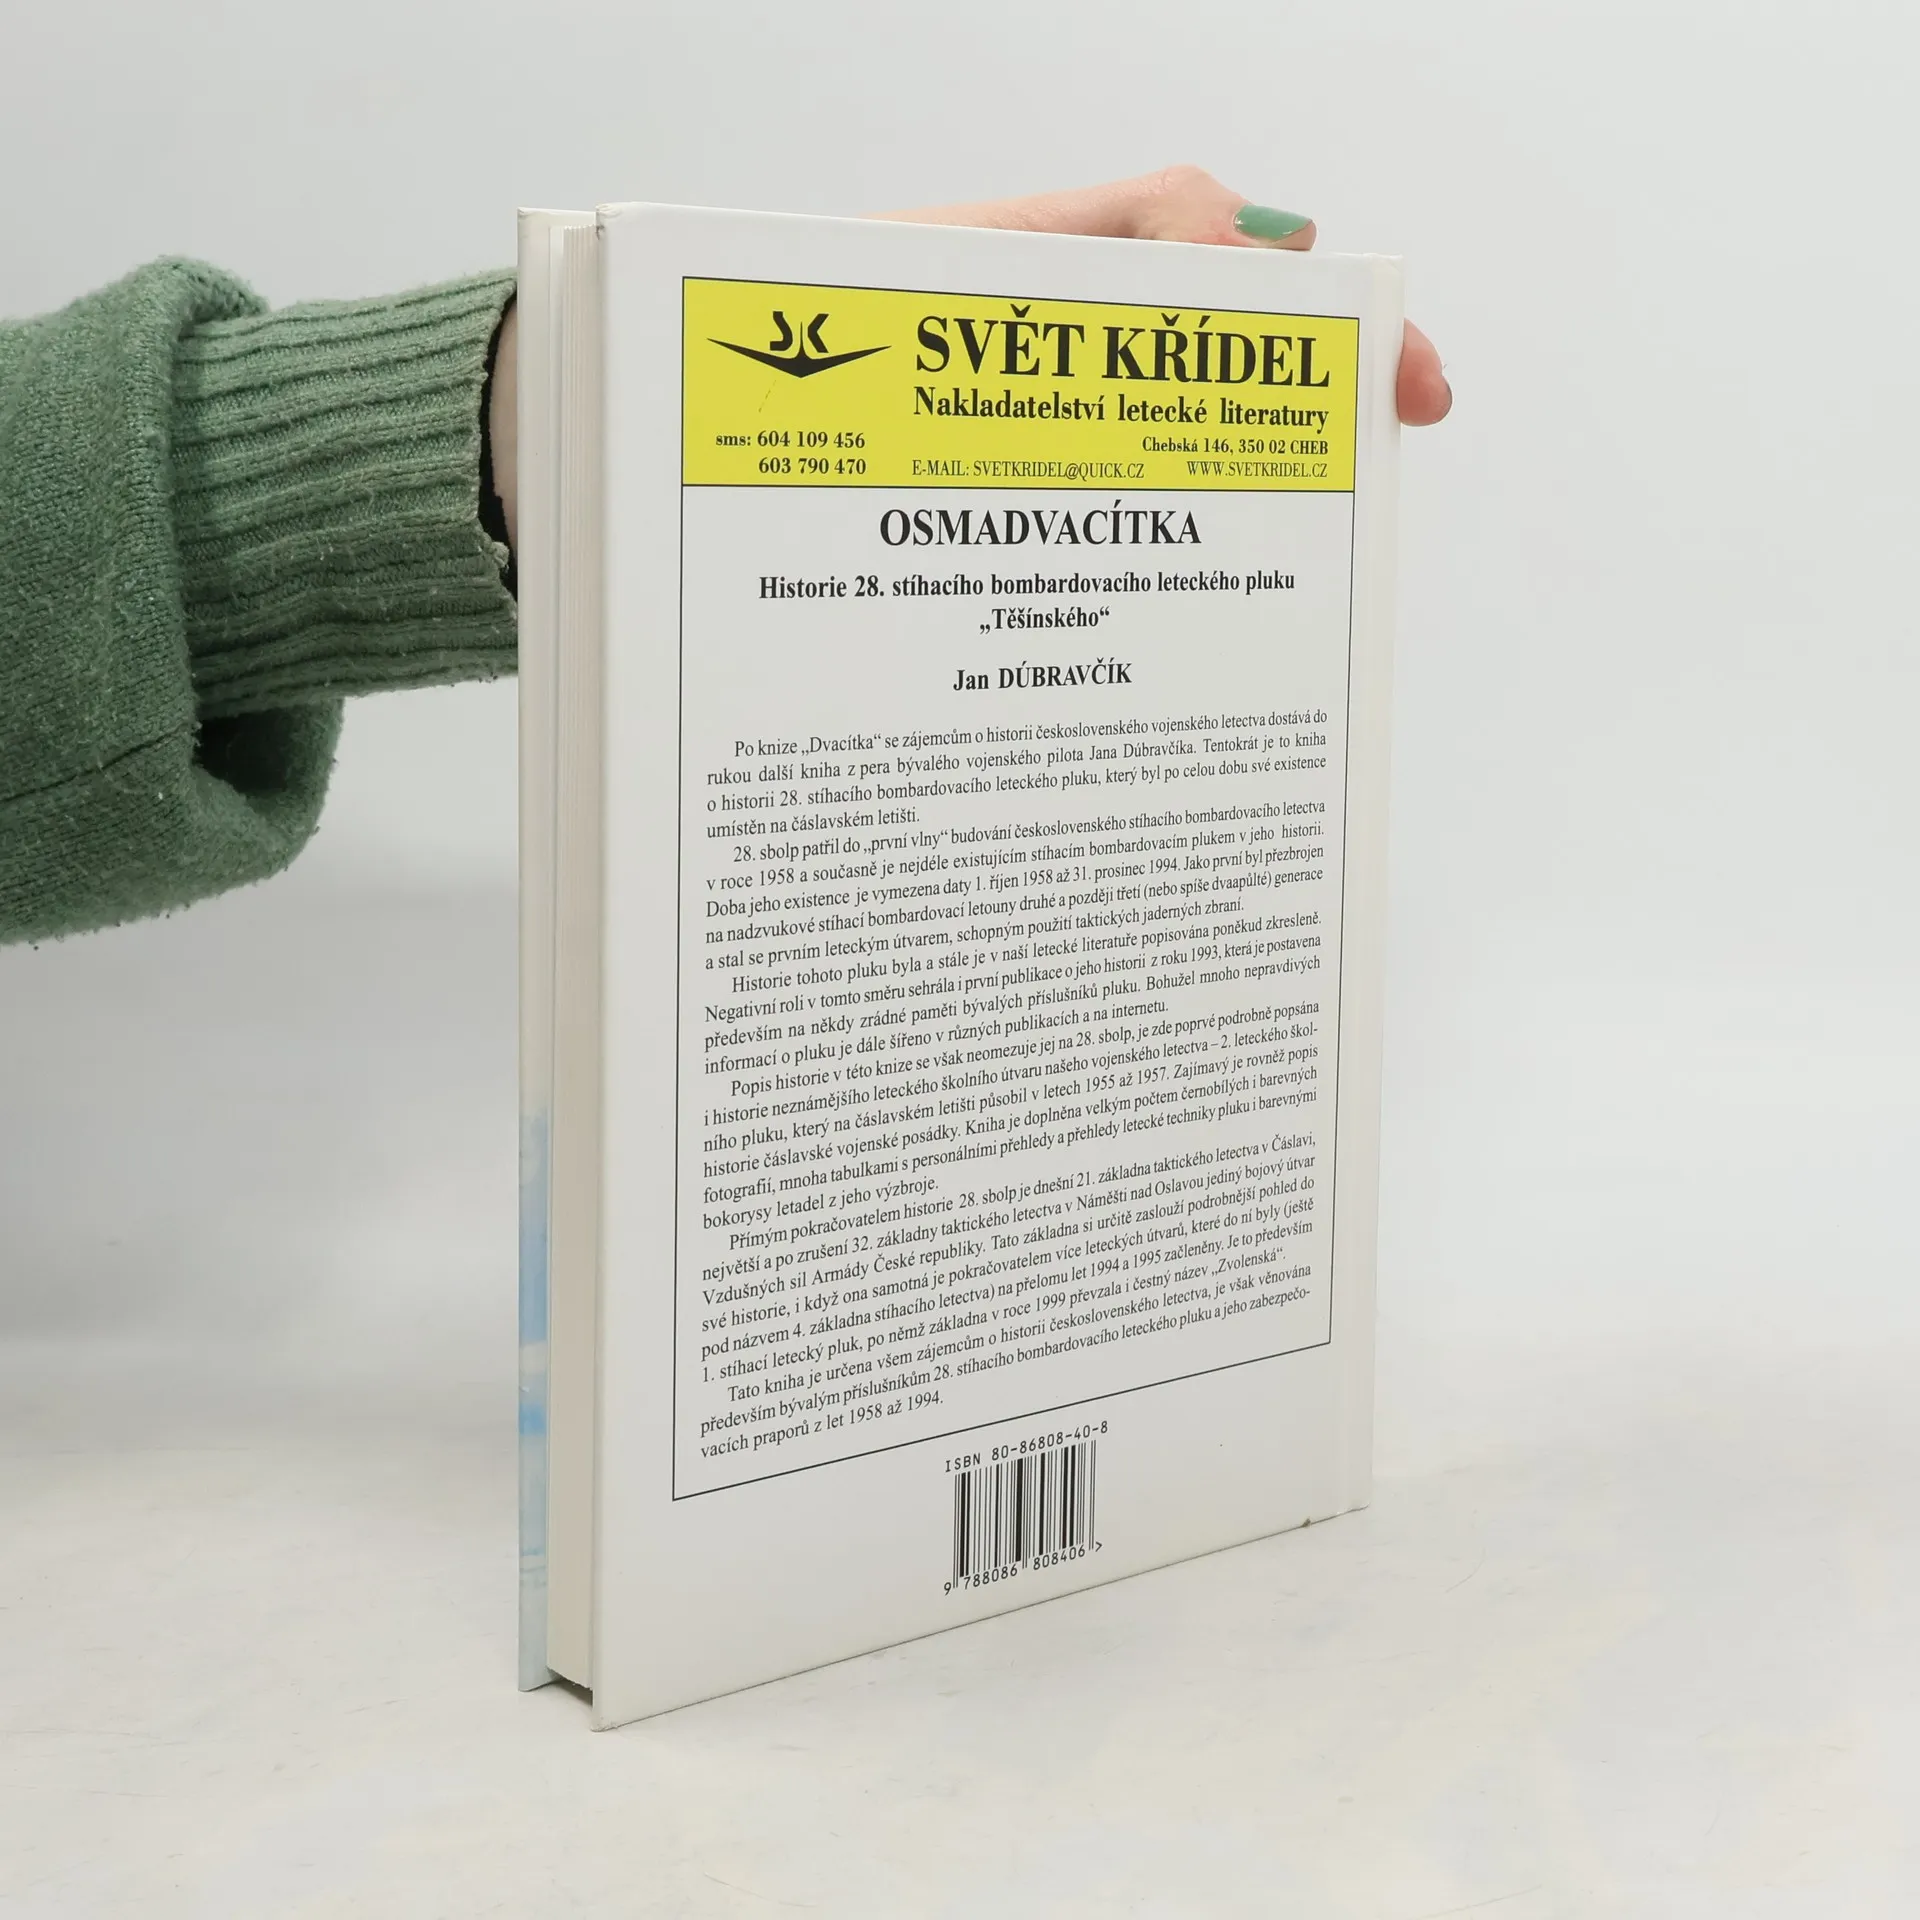 SVĚT KŘÍDEL
Nakladatelství letecké literatury
sms: 604 109 456
603 790 470
Chebská 146, 350 02 CHEB
E-MAIL: SVETKRIDEL@QUICK.CZ
WWW.SVETKRIDEL.CZ
OSMADVACÍTKA
Historie 28. stíhacího bombardovacího leteckého pluku
„Těšínského“
Jan DÚBRAVČÍK
Po knize „Dvacítka“ se zájemcům o historii československého vojenského letectva dostává do
rukou další kniha z pera bývalého vojenského pilota Jana Dúbravčíka. Tentokrát je to kniha
o historii 28. stíhacího bombardovacího leteckého pluku, který byl po celou dobu své existence
umístěn na čáslavském letišti.
28. sbolp patřil do „první vlny“ budování československého stíhacího bombardovacího letectva
v roce 1958 a současně je nejdéle existujícím stíhacím bombardovacím plukem v jeho historii.
Doba jeho existence je vymezena daty 1. říjen 1958 až 31. prosinec 1994. Jako první byl přezbrojen
na nadzvukové stíhací bombardovací letouny druhé a později třetí (nebo spíše dvaapůlté) generace
a stal se prvním leteckým útvarem, schopným použití taktických jaderných zbraní.
Historie tohoto pluku byla a stále je v naší letecké literatuře popisována poněkud zkresleně.
Negativní roli v tomto směru sehrála i první publikace o jeho historii z roku 1993, která je postavena
především na někdy zrádné paměti bývalých příslušníků pluku. Bohužel mnoho nepravdivých
informací o pluku je dále šířeno v různých publikacích a na internetu.
Popis historie v této knize se však neomezuje jej na 28. sbolp, je zde poprvé podrobně popsána
i historie neznámějšího leteckého školního útvaru našeho vojenského letectva – 2. leteckého škol-
ního pluku, který na čáslavském letišti působil v letech 1955 až 1957. Zajímavý je rovněž popis
historie čáslavské vojenské posádky. Kniha je doplněna velkým počtem černobílých i barevných
fotografií, mnoha tabulkami s personálními přehledy a přehledy letecké techniky pluku i barevnými
bokorysy letadel z jeho výzbroje.
Přímým pokračovatelem historie 28. sbolp je dnešní 21. základna taktického letectva v Čáslavi,
největší a po zrušení 32. základny taktického letectva v Náměšti nad Oslavou jediný bojový útvar
Vzdušných sil Armády České republiky. Tato základna si určitě zaslouží podrobnější pohled do
své historie, i když ona samotná je pokračovatelem více leteckých útvarů, které do ní byly (ještě
pod názvem 4. základna stíhacího letectva) na přelomu let 1994 a 1995 začleněny. Je to především
1. stíhací letecký pluk, po němž základna v roce 1999 převzala i čestný název „Zvolenská“.
Tato kniha je určena všem zájemcům o historii československého letectva, je však věnována
především bývalým příslušníkům 28. stíhacího bombardovacího leteckého pluku a jeho zabezpečo-
vacích praporů z let 1958 až 1994.
ISBN 80-86808-40-8
9 788086 808406 >